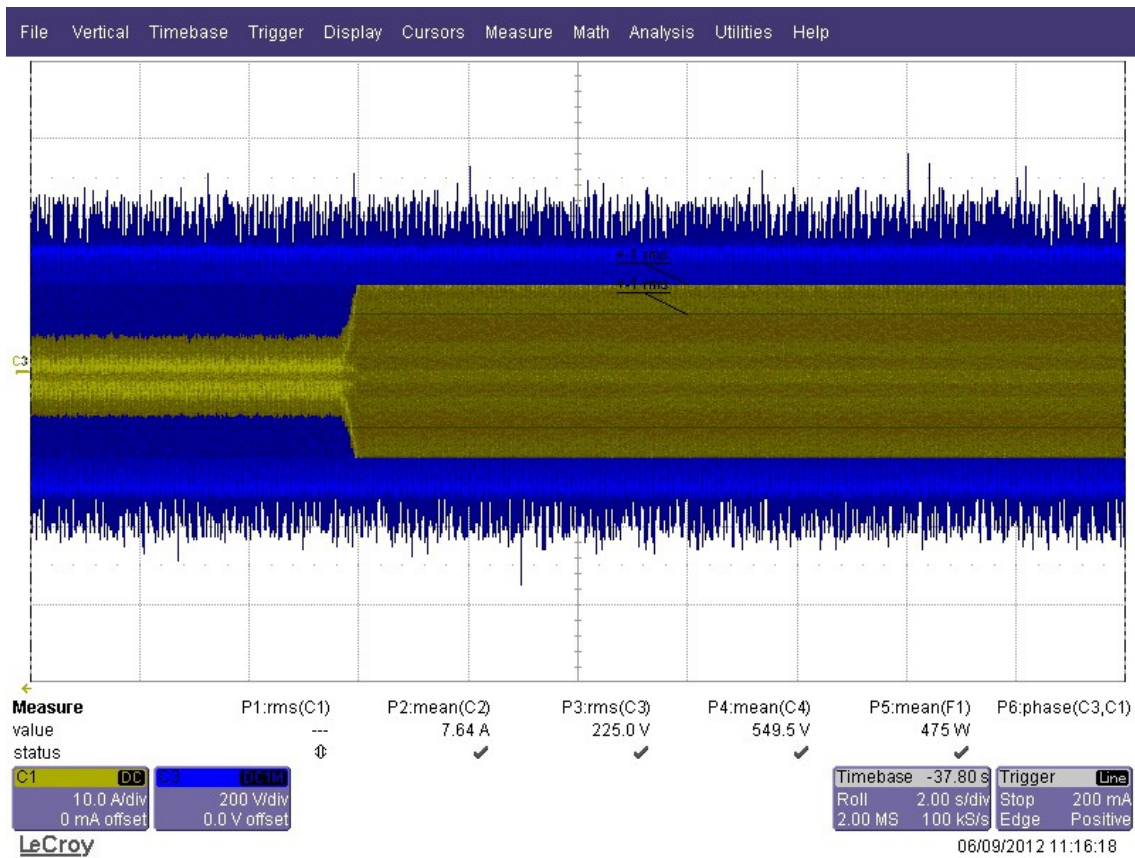 File Vertical Timebase Trigger Display Cursors Measure Math Analysis Utilities Help
+-1 rms
+-1 rms
C3
Measure P1:rms(C1) P2:mean(C2) P3:rms(C3) P4:mean(C4) P5:mean(F1) P6:phase(C3,C1)
value --- 7.64 A 225.0 V 549.5 V 475 W
status
C1 DC C3 DC1M Timebase -37.80 s Trigger Line
10.0 A/div 200 V/div Roll 2.00 s/div Stop 200 mA
0 mA offset 0.0 V offset 2.00 MS 100 kS/s Edge Positive
LeCroy 06/09/2012 11:16:18